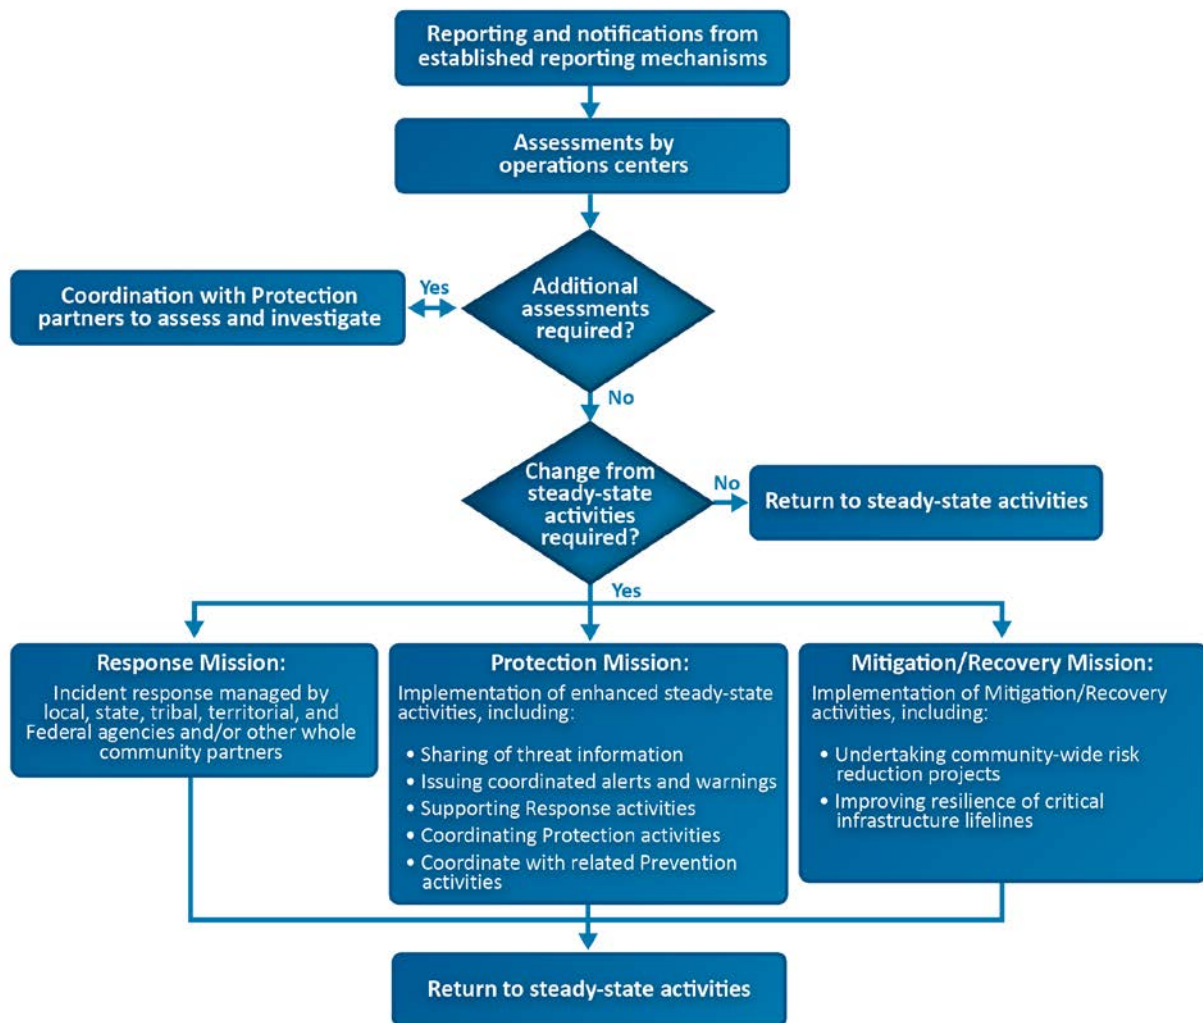 Reporting and notifications from
established reporting mechanisms
Assessments by
operations centers
Additional
assessments
required?
Yes
Coordination with Protection
partners to assess and investigate
No
Change from
steady-state
activities
required?
No
Return to steady-state activities
Yes
Response Mission:
Incident response managed by
local, state, tribal, territorial, and
Federal agencies and/or other whole
community partners
Protection Mission:
Implementation of enhanced steady-state
activities, including:
• Sharing of threat information
• Issuing coordinated alerts and warnings
• Supporting Response activities
• Coordinating Protection activities
• Coordinate with related Prevention
activities
Mitigation/Recovery Mission:
Implementation of Mitigation/Recovery
activities, including:
• Undertaking community-wide risk
reduction projects
• Improving resilience of critical
infrastructure lifelines
Return to steady-state activities